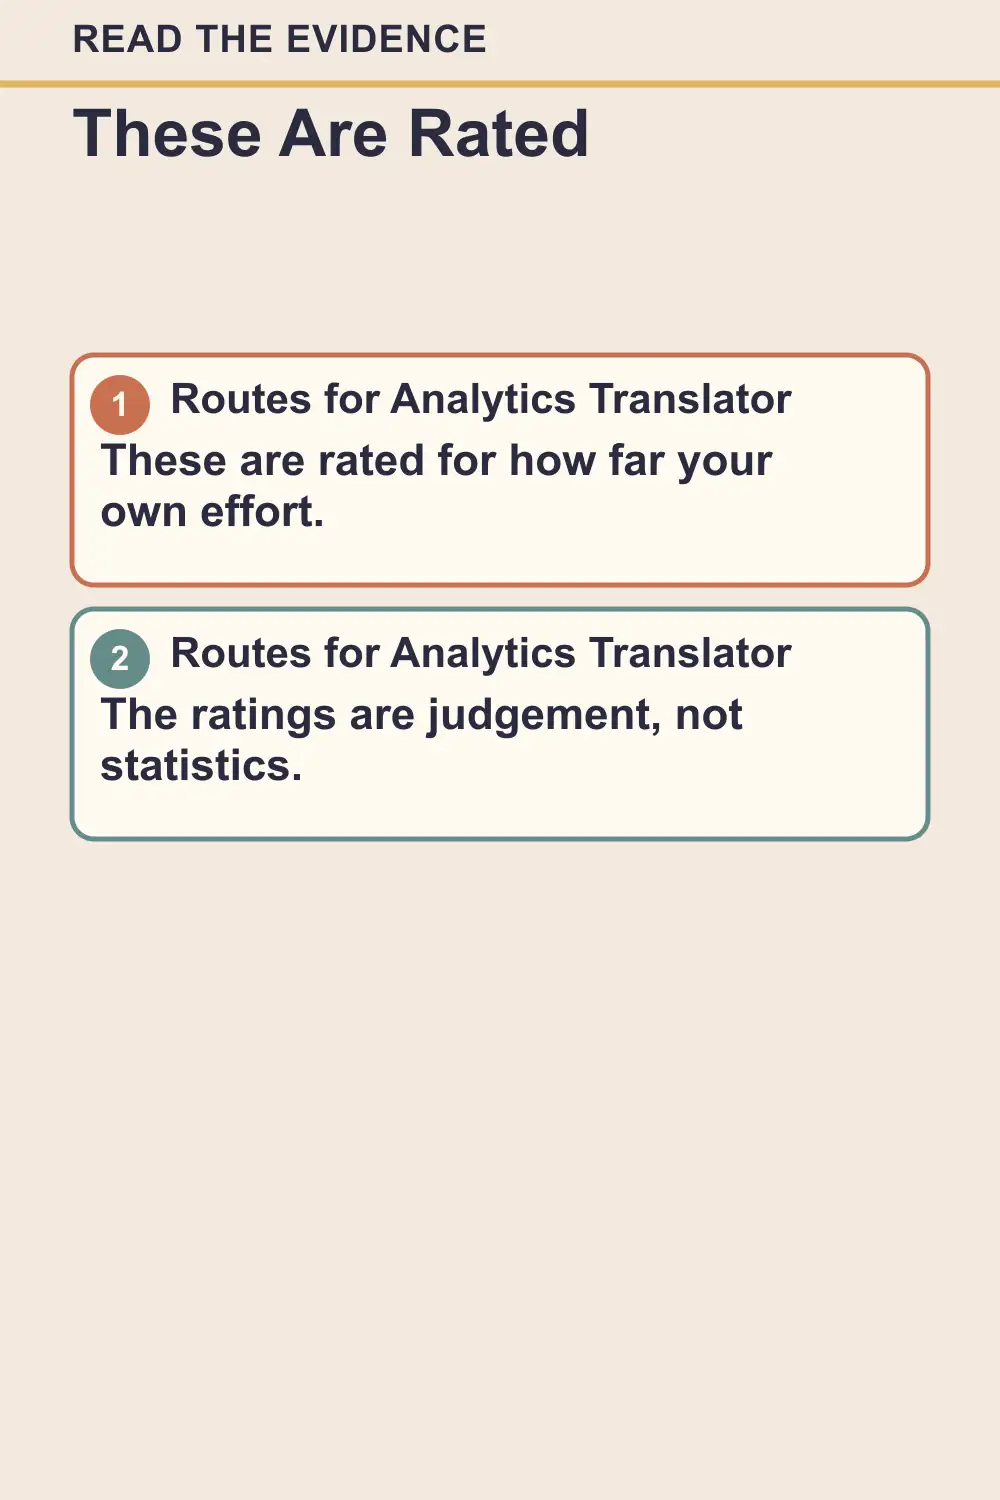 READ THE EVIDENCE
These Are Rated
1 Routes for Analytics Translator
These are rated for how far your
own effort.
2 Routes for Analytics Translator
The ratings are judgement, not
statistics.